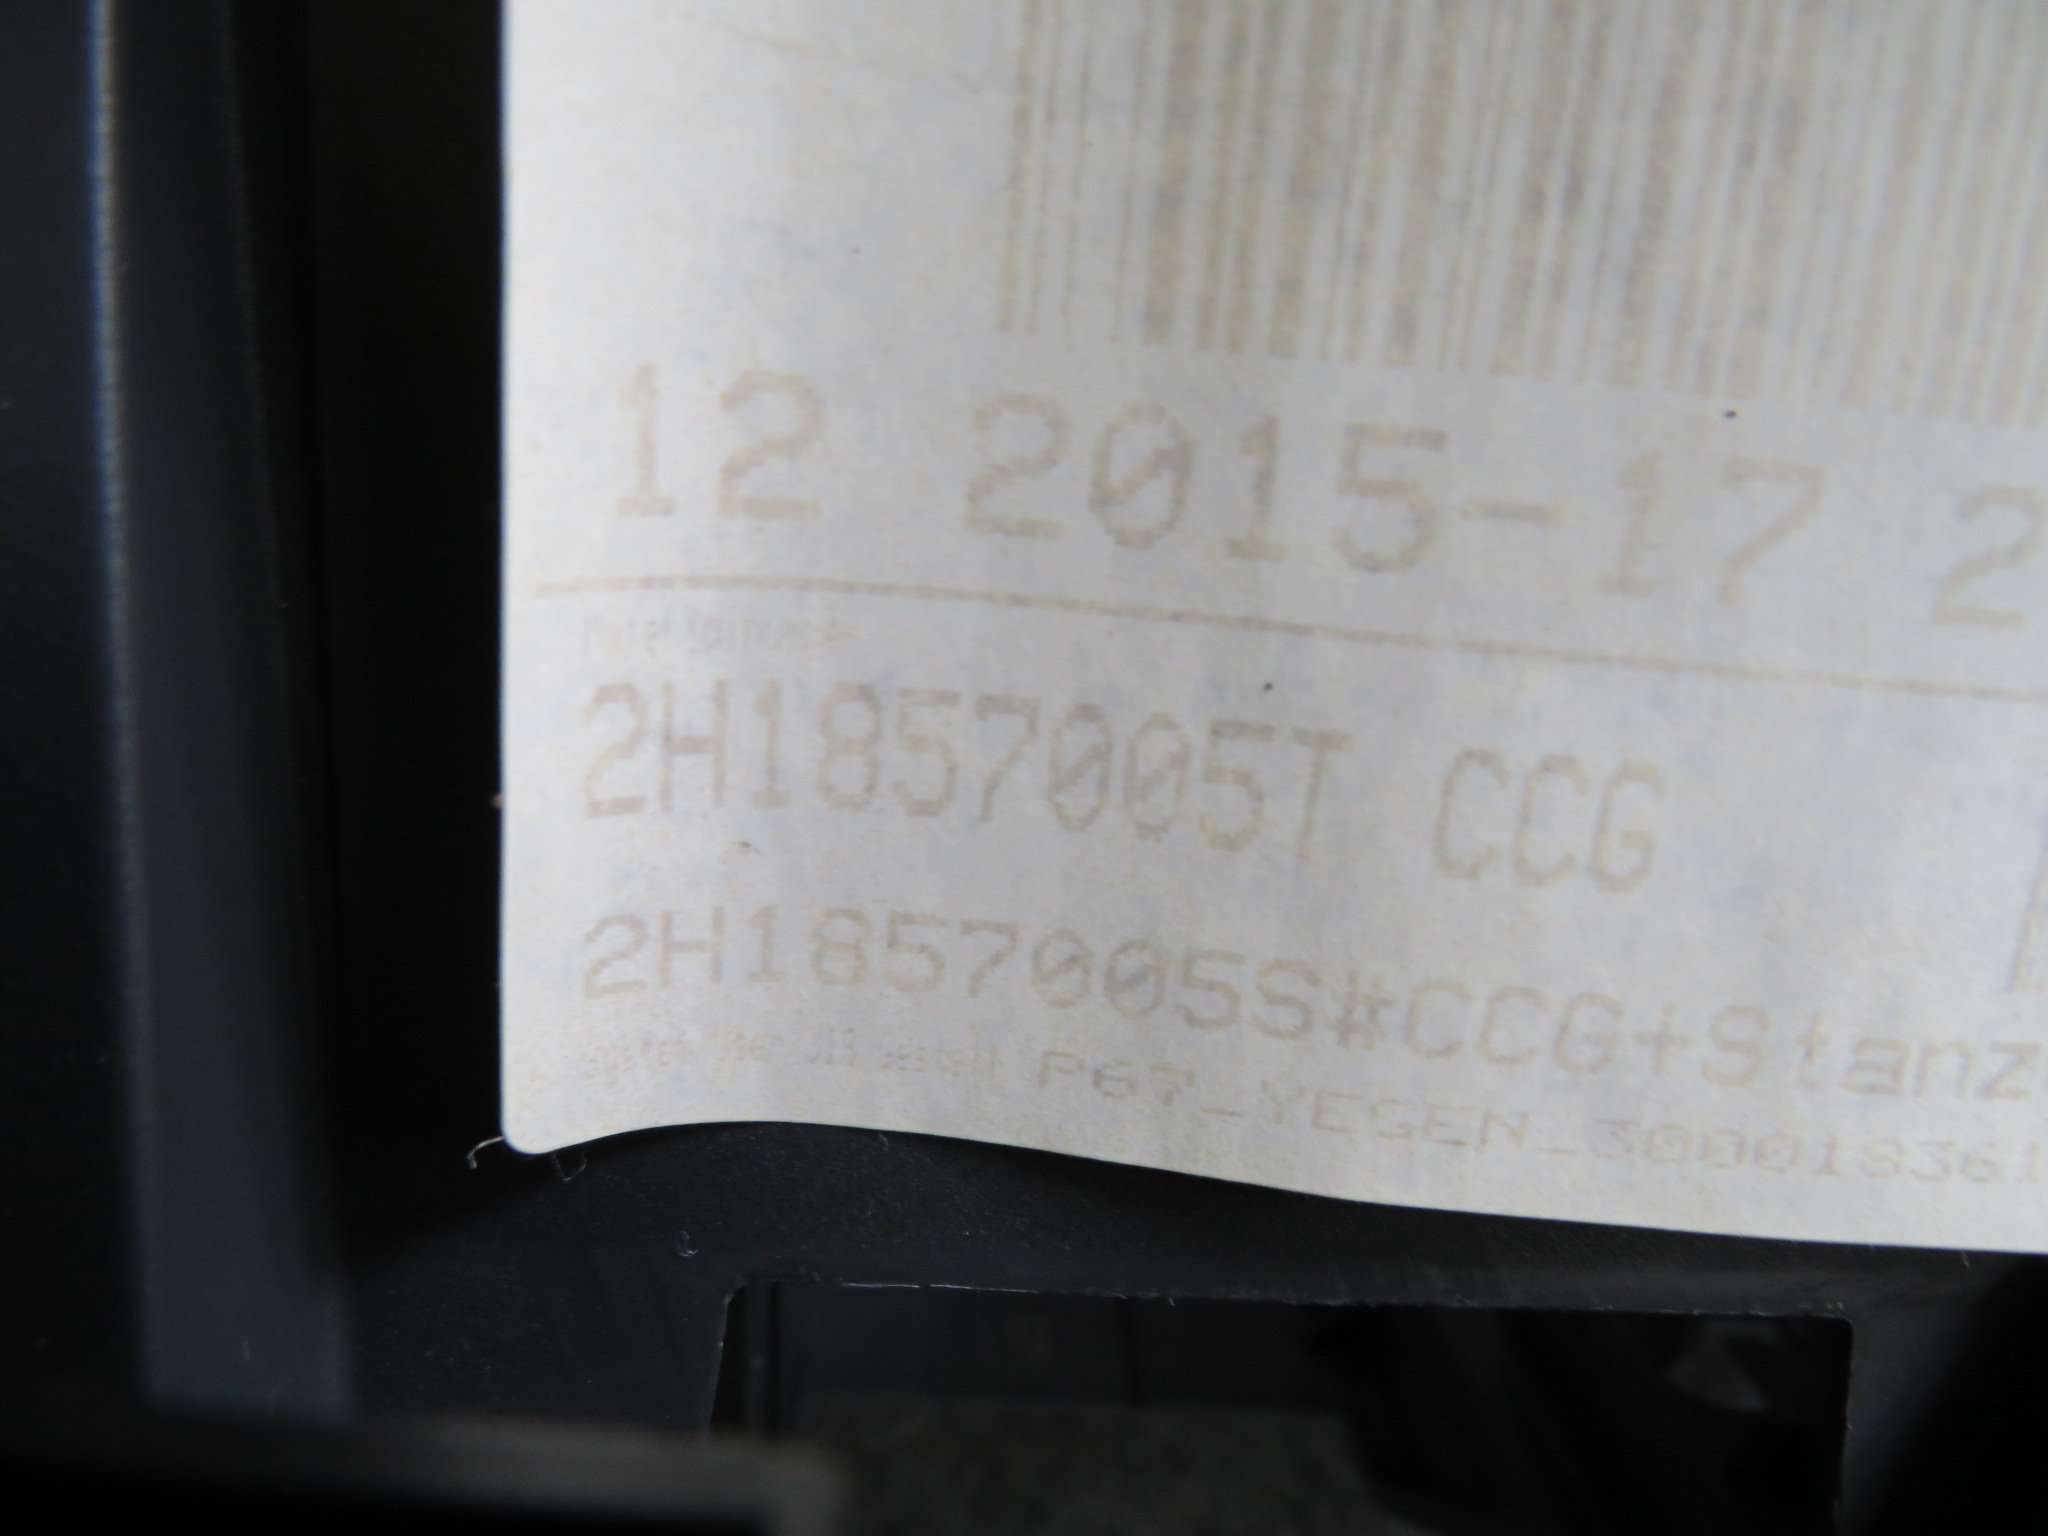 12 2015-17 2
2H1857005T CCG
2H1857005S#CCG+Stanz
P67_YEGEN_300018361